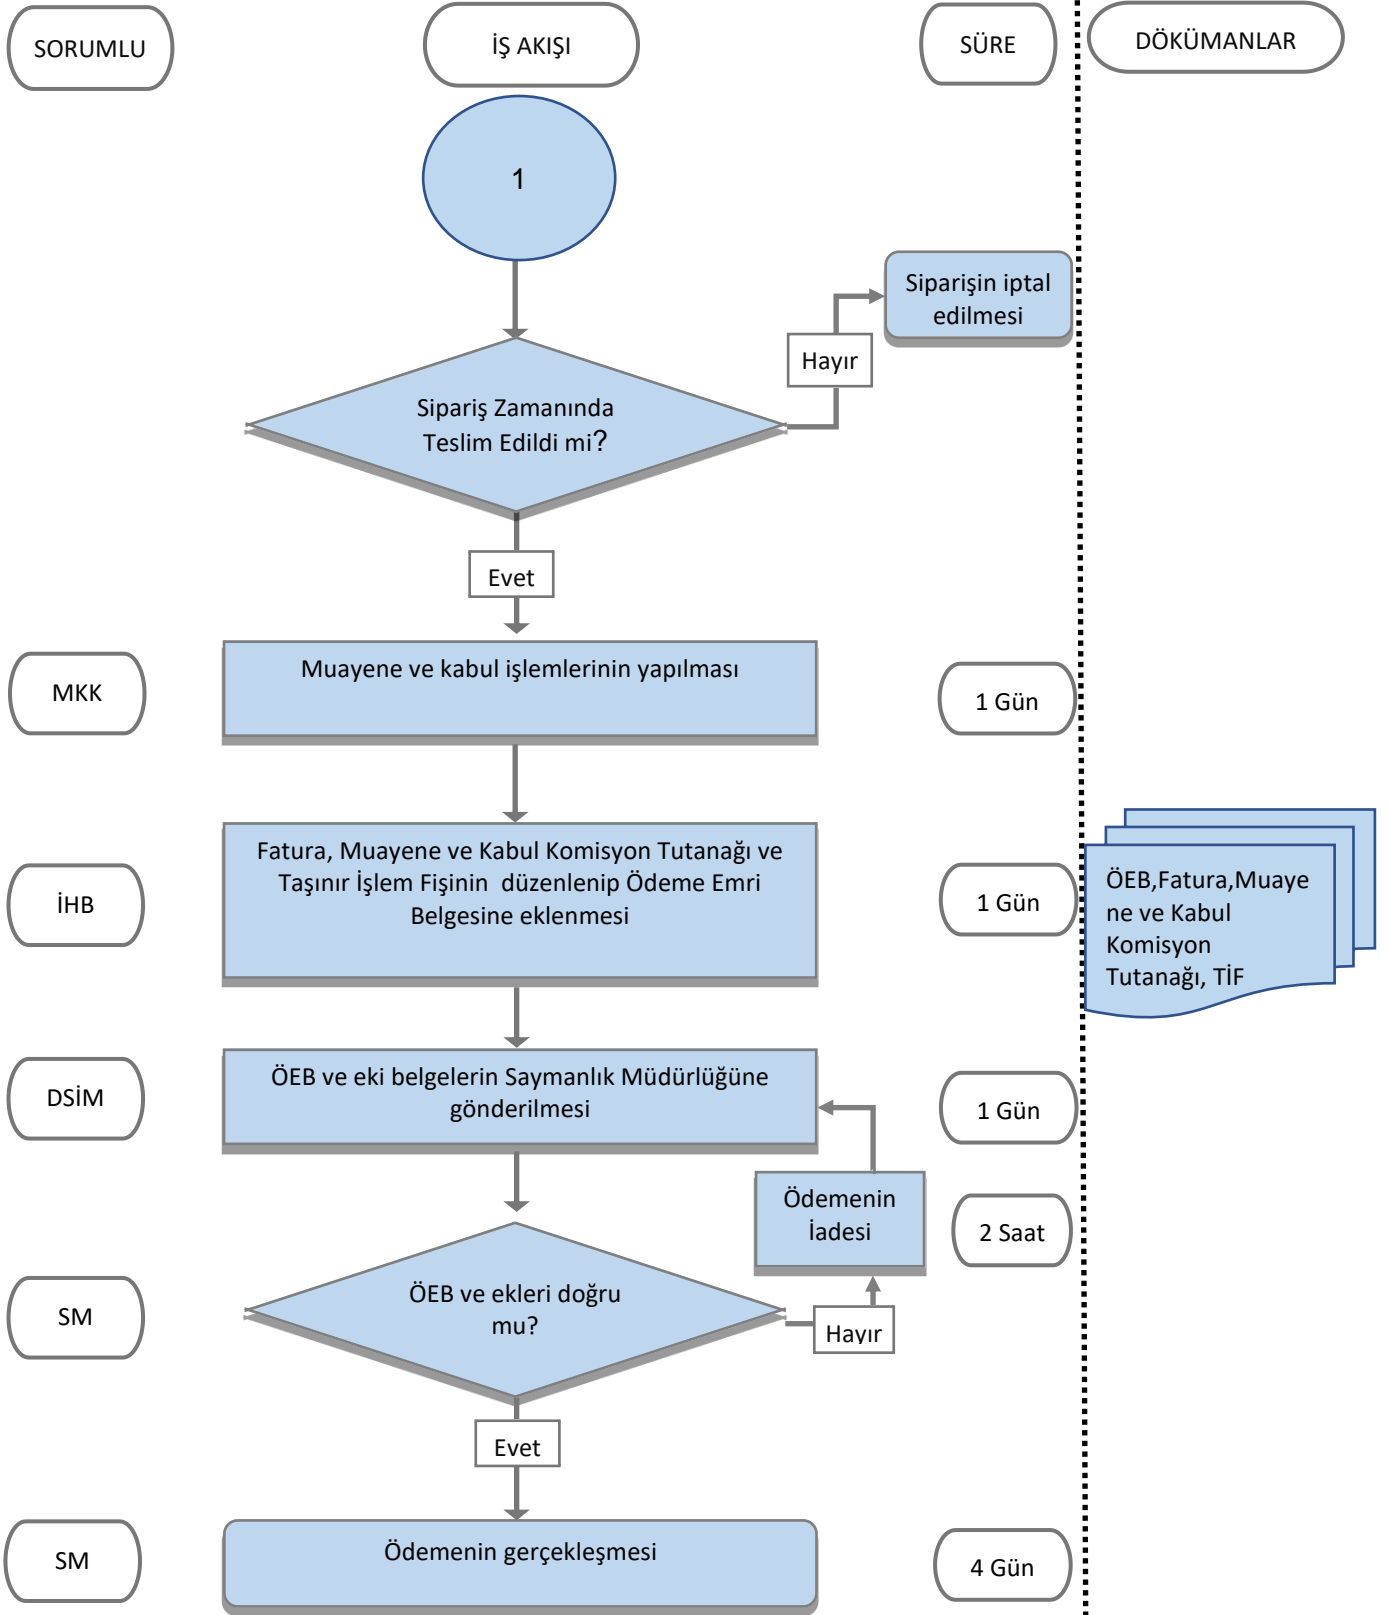 SORUMLU
İŞ AKIŞI
SÜRE
DÖKÜMANLAR
1
Siparişin iptal
edilmesi
Hayır
Sipariş Zamanında
Teslim Edildi mi?
Evet
MKK
Muayene ve kabul işlemlerinin yapılması
1 Gün
İHB
Fatura, Muayene ve Kabul Komisyon Tutanağı ve
Taşınır İşlem Fişinin düzenlenip Ödeme Emri
Belgesine eklenmesi
1 Gün
ÖEB,Fatura,Muaye
ne ve Kabul
Komisyon
Tutanağı, TİF
DSİM
ÖEB ve eki belgelerin Saymanlık Müdürlüğüne
gönderilmesi
1 Gün
Ödemenin
İadesi
2 Saat
SM
ÖEB ve ekleri doğru
mu?
Hayır
Evet
SM
Ödemenin gerçekleşmesi
4 Gün